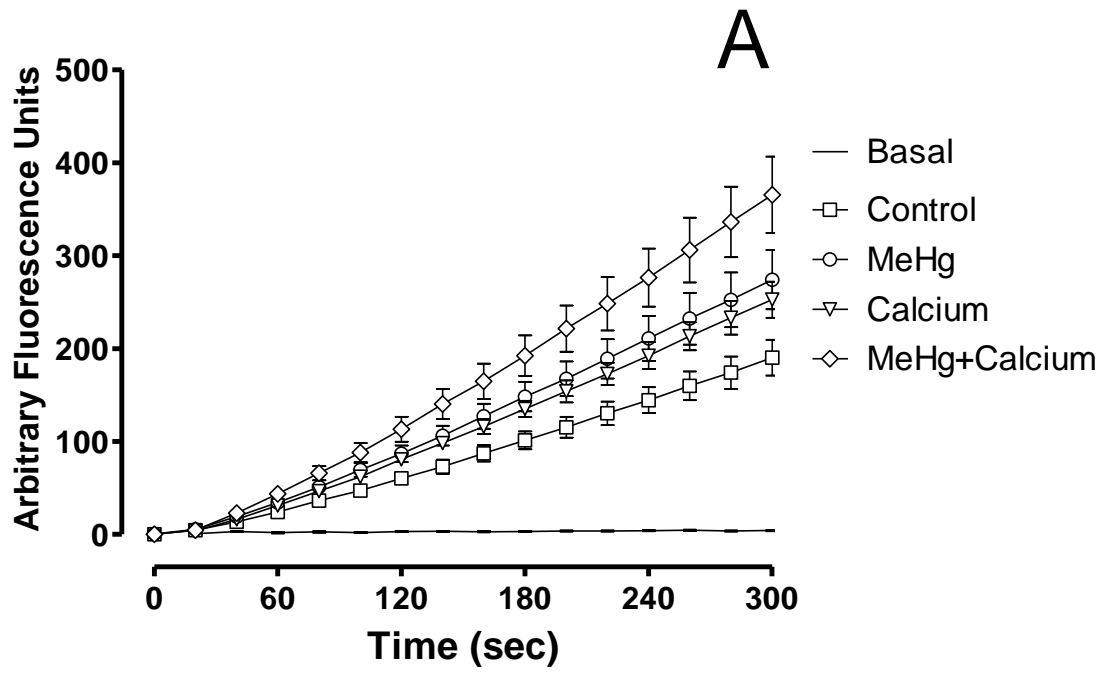 A
500
400
300
200
100
0
Arbitrary Fluorescence Units
0 60 120 180 240 300
Time (sec)
Basal
Control
MeHg
Calcium
MeHg+Calcium